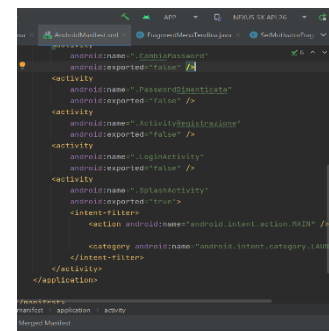 APP NEXUS 5X API 26
AndroidManifest.xml FragmentMenuTendina.java
<activity
android:name=".CambiaPassword"
android:exported="false" />
<activity
android:name=".PasswordDimenticata"
android:exported="false" />
<activity
android:name=".ActivityRegistrazione"
android:exported="false" />
<activity
android:name=".LoginActivity"
android:exported="false" />
<activity
android:name=".SplashActivity"
android:exported="true">
<intent-filter>
<action android:name="android.intent.action.MAIN" />
<category android:name="android.intent.category.LAUN
</intent-filter>
</activity>
</application>
</manifest>
manifest application activity
Merged Manifest